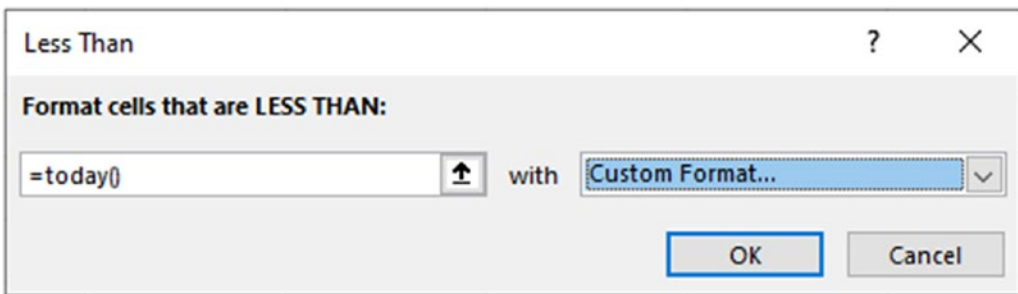 Less Than ?
Format cells that are LESS THAN:
=today() with Custom Format...
OK Cancel